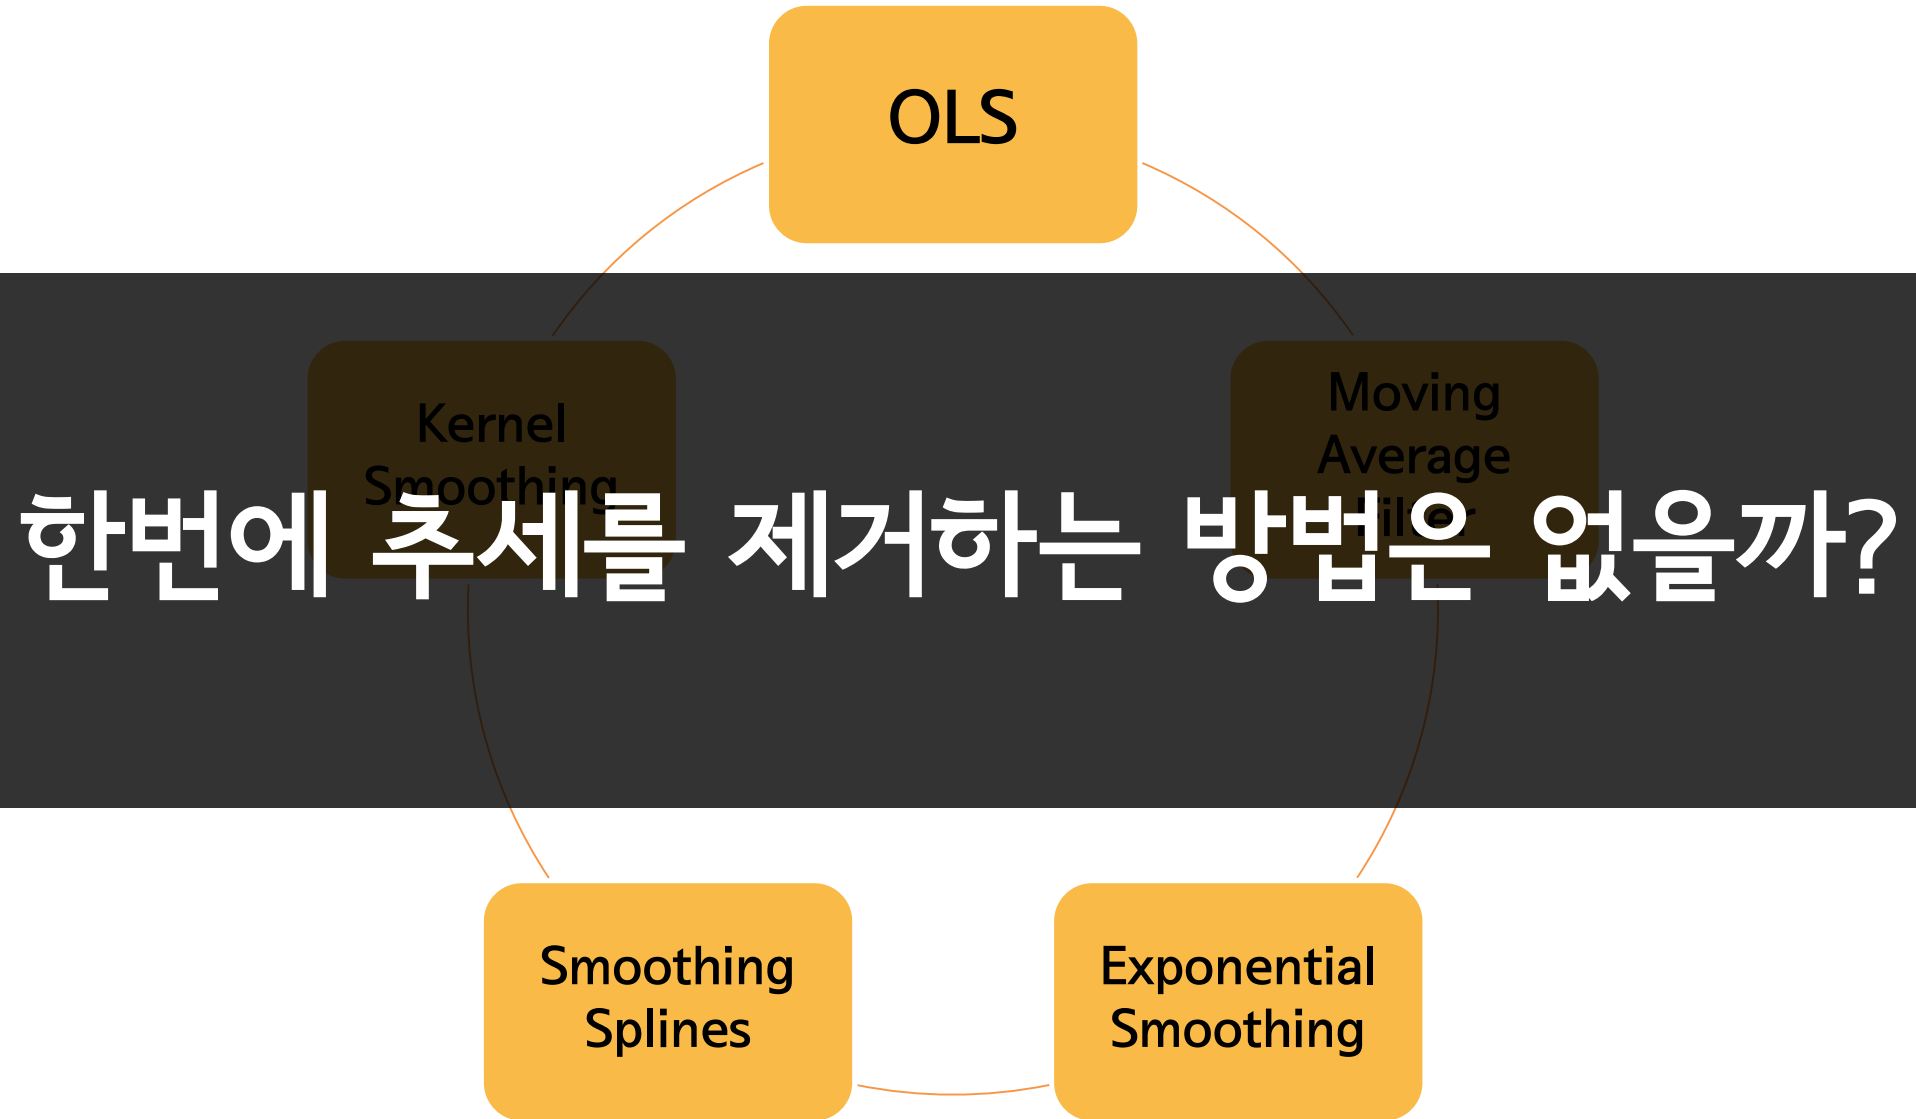 OLS
Kernel
Smoothing
Moving
Average
Filter
한번에 추세를 제거하는 방법은 없을까?
Smoothing
Splines
Exponential
Smoothing